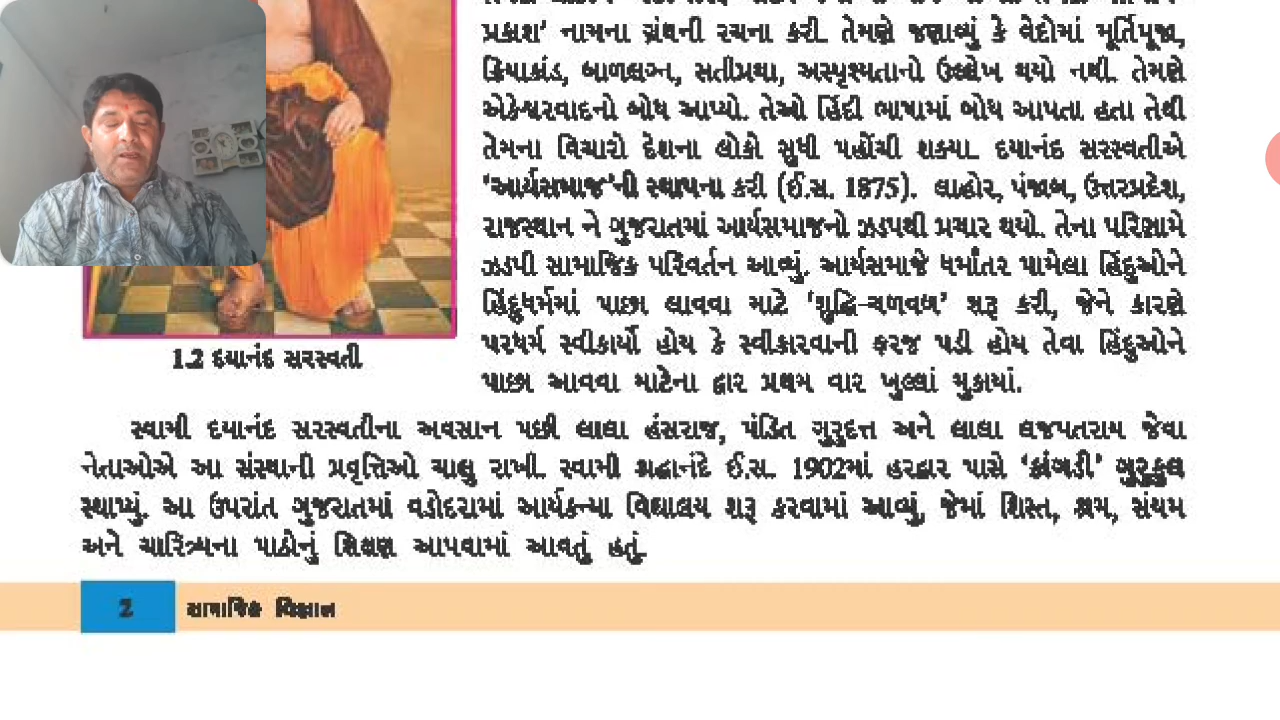 પ્રકાશ' નામના ગ્રંથની રચના કરી. તેમણે જણાવ્યું કે વેદોમાં મૂર્તિપૂજા,
ક્રિયાકાંડ, બાળલગ્ન, સતીપ્રથા, અસ્પૃશ્યતાનો ઉલ્લેખ થયો નથી. તેમણે
એકેશ્વરવાદનો બોધ આપ્યો. તેઓ હિંદી ભાષામાં બોધ આપતા હતા તેથી
તેમના વિચારો દેશના લોકો સુધી પહોંચી શક્યા. દયાનંદ સરસ્વતીએ
'આર્યસમાજ'ની સ્થાપના કરી (ઈ.સ. 1875). લાહોર, પંજાબ, ઉત્તરપ્રદેશ,
રાજસ્થાન ને ગુજરાતમાં આર્યસમાજનો ઝડપથી પ્રચાર થયો. તેના પરિણામે
ઝડપી સામાજિક પરિવર્તન આવ્યું. આર્યસમાજે ધર્માંતર પામેલા હિંદુઓને
હિંદુધર્મમાં પાછા લાવવા માટે 'શુદ્ધિ-ચળવળ' શરૂ કરી, જેને કારણે
પરધર્મ સ્વીકાર્યો હોય કે સ્વીકારવાની ફરજ પડી હોય તેવા હિંદુઓને
પાછા આવવા માટેના દ્વાર પ્રથમ વાર ખુલ્લાં મુકાયાં.
1.2 દયાનંદ સરસ્વતી
સ્વામી દયાનંદ સરસ્વતીના અવસાન પછી લાલા હંસરાજ, પંડિત ગુરુદત્ત અને લાલા લજપતરાય જેવા
નેતાઓએ આ સંસ્થાની પ્રવૃત્તિઓ ચાલુ રાખી. સ્વામી શ્રદ્ધાનંદે ઈ.સ. 1902માં હરદ્વાર પાસે 'કાંગડી' ગુરુકુલ
સ્થાપ્યું. આ ઉપરાંત ગુજરાતમાં વડોદરામાં આર્યકન્યા વિદ્યાલય શરૂ કરવામાં આવ્યું, જેમાં શિસ્ત, શ્રમ, સંયમ
અને ચારિત્ર્યના પાઠોનું શિક્ષણ આપવામાં આવતું હતું.
2 સામાજિક વિજ્ઞાન